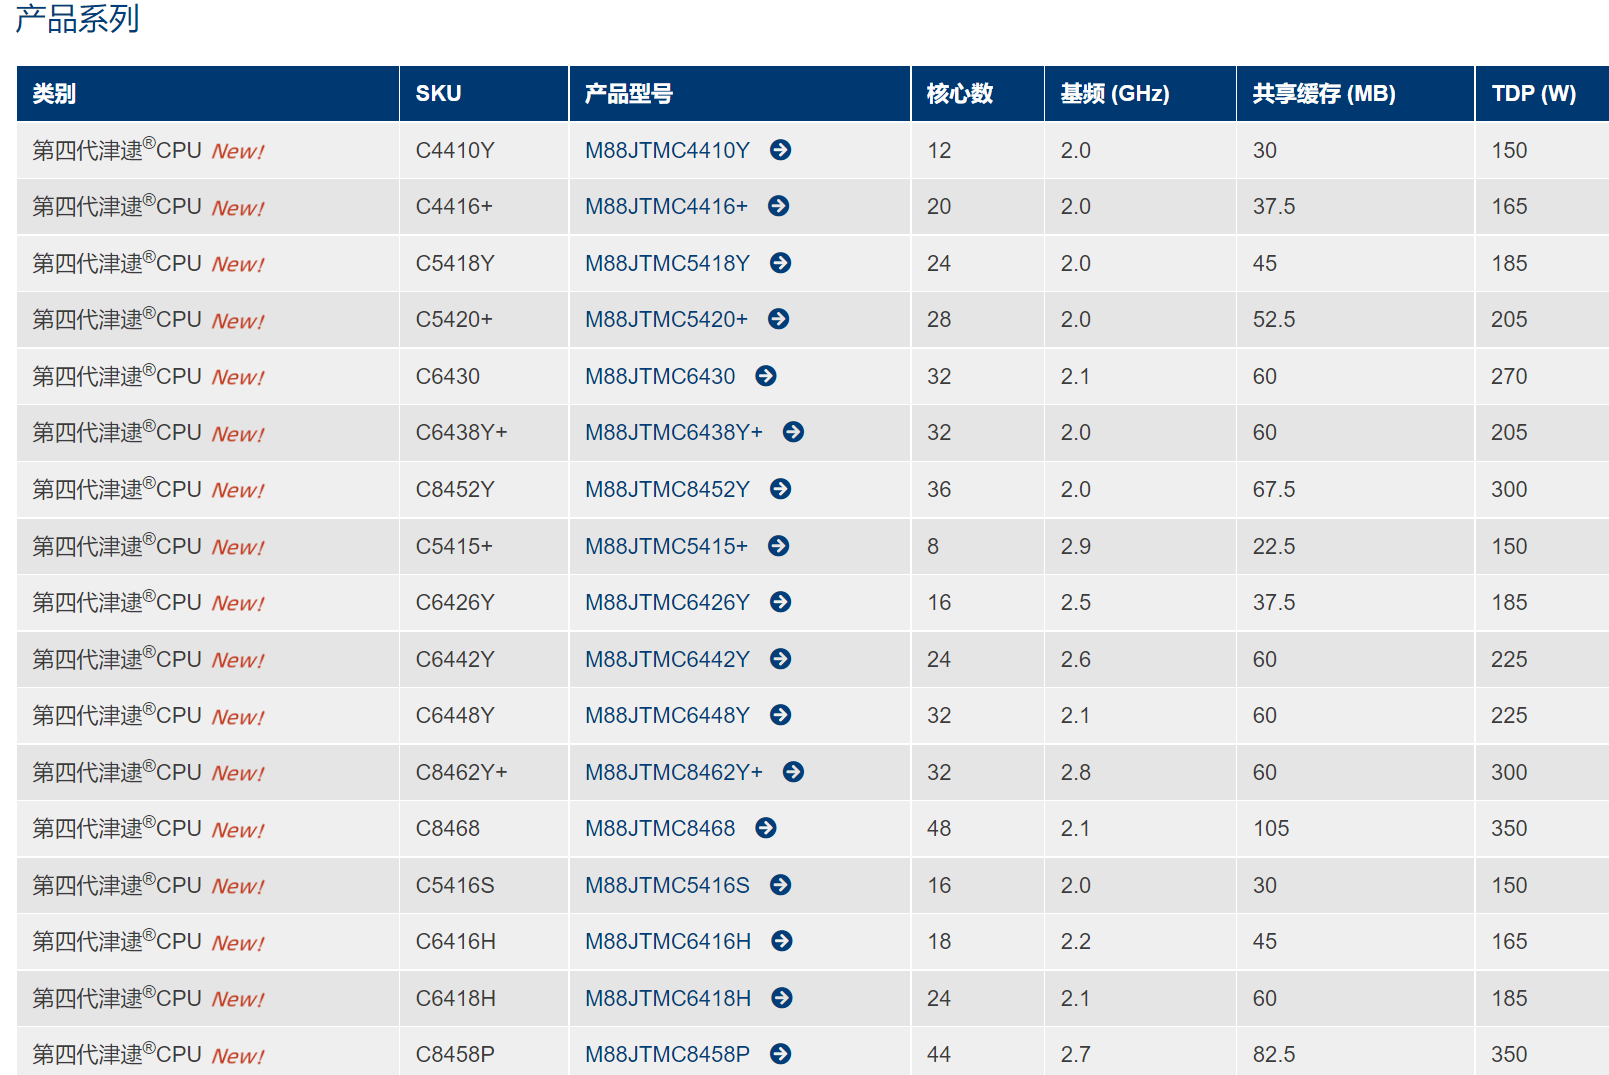 产品系列
类别 SKU 产品型号 核心数 基频 (GHz) 共享缓存 (MB) TDP (W)
第四代津逮®CPU New! C4410Y M88JTMC4410Y 12 2.0 30 150
第四代津逮®CPU New! C4416+ M88JTMC4416+ 20 2.0 37.5 165
第四代津逮®CPU New! C5418Y M88JTMC5418Y 24 2.0 45 185
第四代津逮®CPU New! C5420+ M88JTMC5420+ 28 2.0 52.5 205
第四代津逮®CPU New! C6430 M88JTMC6430 32 2.1 60 270
第四代津逮®CPU New! C6438Y+ M88JTMC6438Y+ 32 2.0 60 205
第四代津逮®CPU New! C8452Y M88JTMC8452Y 36 2.0 67.5 300
第四代津逮®CPU New! C5415+ M88JTMC5415+ 8 2.9 22.5 150
第四代津逮®CPU New! C6426Y M88JTMC6426Y 16 2.5 37.5 185
第四代津逮®CPU New! C6442Y M88JTMC6442Y 24 2.6 60 225
第四代津逮®CPU New! C6448Y M88JTMC6448Y 32 2.1 60 225
第四代津逮®CPU New! C8462Y+ M88JTMC8462Y+ 32 2.8 60 300
第四代津逮®CPU New! C8468 M88JTMC8468 48 2.1 105 350
第四代津逮®CPU New! C5416S M88JTMC5416S 16 2.0 30 150
第四代津逮®CPU New! C6416H M88JTMC6416H 18 2.2 45 165
第四代津逮®CPU New! C6418H M88JTMC6418H 24 2.1 60 185
第四代津逮®CPU New! C8458P M88JTMC8458P 44 2.7 82.5 350